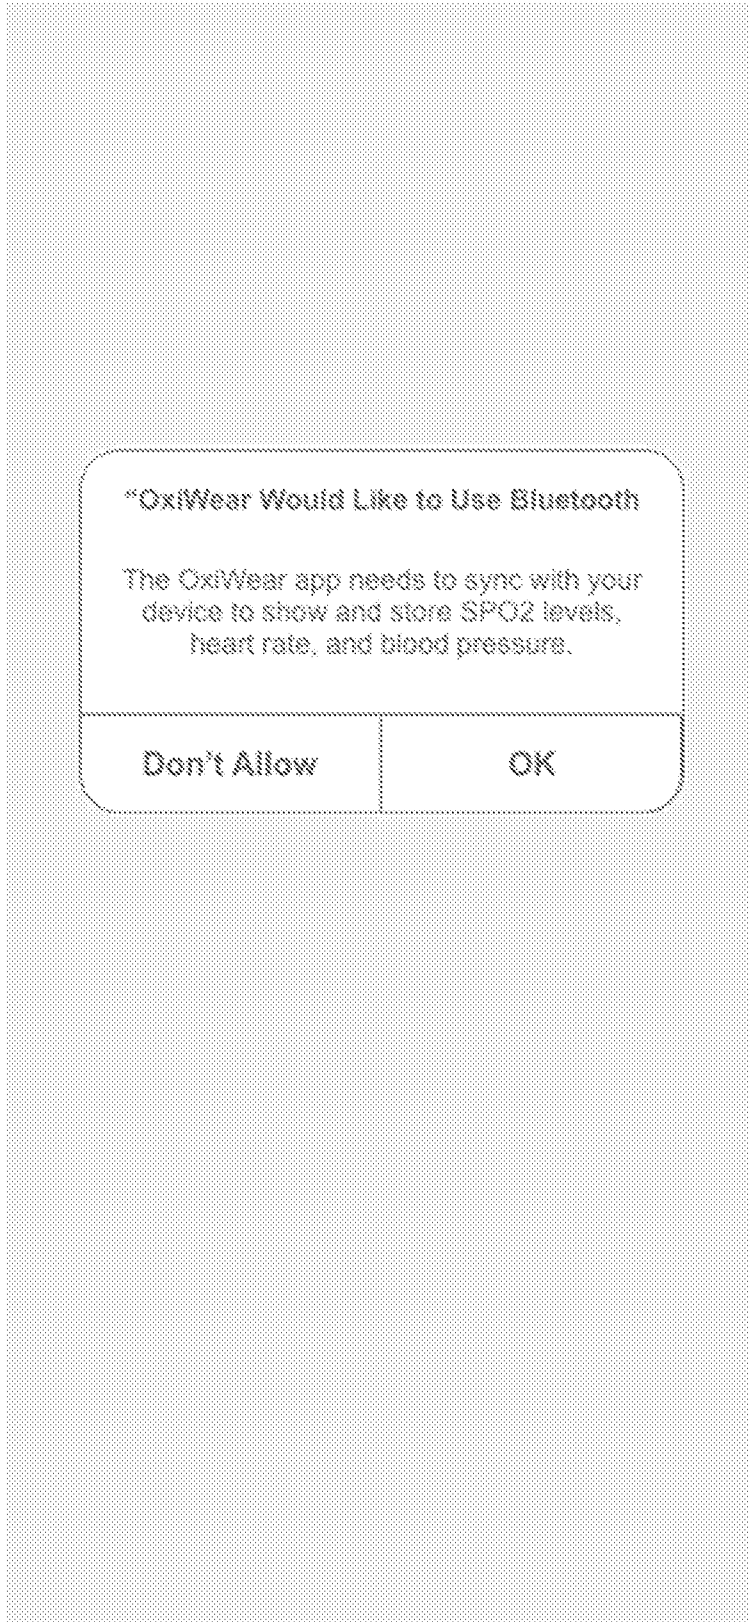 “OxiWear Would Like to Use Bluetooth
The OxiWear app needs to sync with your
device to show and store SPO2 levels,
heart rate, and blood pressure.
Don’t Allow
OK